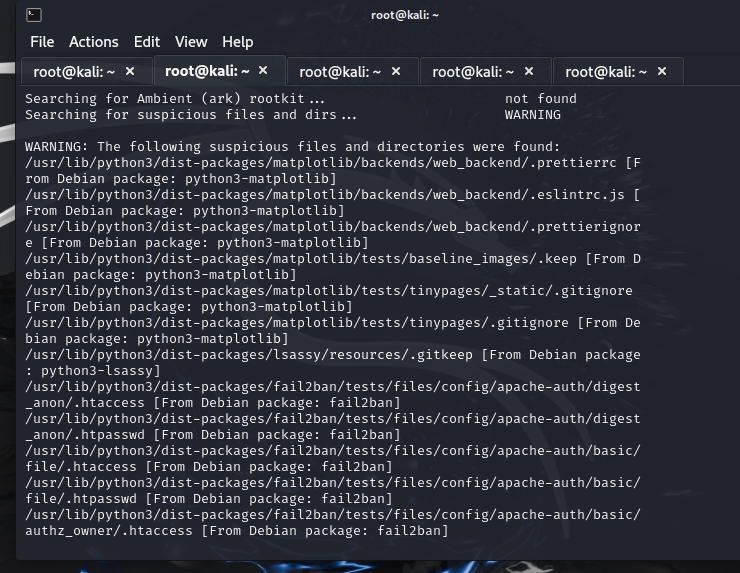 root@kali: ~
File Actions Edit View Help
root@kali: ~ × root@kali: ~ × root@kali: ~ × root@kali: ~ × root@kali: ~ ×
Searching for Ambient (ark) rootkit... not found
Searching for suspicious files and dirs... WARNING
WARNING: The following suspicious files and directories were found:
/usr/lib/python3/dist-packages/matplotlib/backends/web_backend/.prettierrc [F
rom Debian package: python3-matplotlib]
/usr/lib/python3/dist-packages/matplotlib/backends/web_backend/.eslintrc.js [
From Debian package: python3-matplotlib]
/usr/lib/python3/dist-packages/matplotlib/backends/web_backend/.prettierignor
e [From Debian package: python3-matplotlib]
/usr/lib/python3/dist-packages/matplotlib/tests/baseline_images/.keep [From D
ebian package: python3-matplotlib]
/usr/lib/python3/dist-packages/matplotlib/tests/tinypages/_static/.gitignore
[From Debian package: python3-matplotlib]
/usr/lib/python3/dist-packages/matplotlib/tests/tinypages/.gitignore [From De
bian package: python3-matplotlib]
/usr/lib/python3/dist-packages/lsassy/resources/.gitkeep [From Debian package
: python3-lsassy]
/usr/lib/python3/dist-packages/fail2ban/tests/files/config/apache-auth/digest
_anon/.htaccess [From Debian package: fail2ban]
/usr/lib/python3/dist-packages/fail2ban/tests/files/config/apache-auth/digest
_anon/.htpasswd [From Debian package: fail2ban]
/usr/lib/python3/dist-packages/fail2ban/tests/files/config/apache-auth/basic/
file/.htaccess [From Debian package: fail2ban]
/usr/lib/python3/dist-packages/fail2ban/tests/files/config/apache-auth/basic/
file/.htpasswd [From Debian package: fail2ban]
/usr/lib/python3/dist-packages/fail2ban/tests/files/config/apache-auth/basic/
authz_owner/.htaccess [From Debian package: fail2ban]